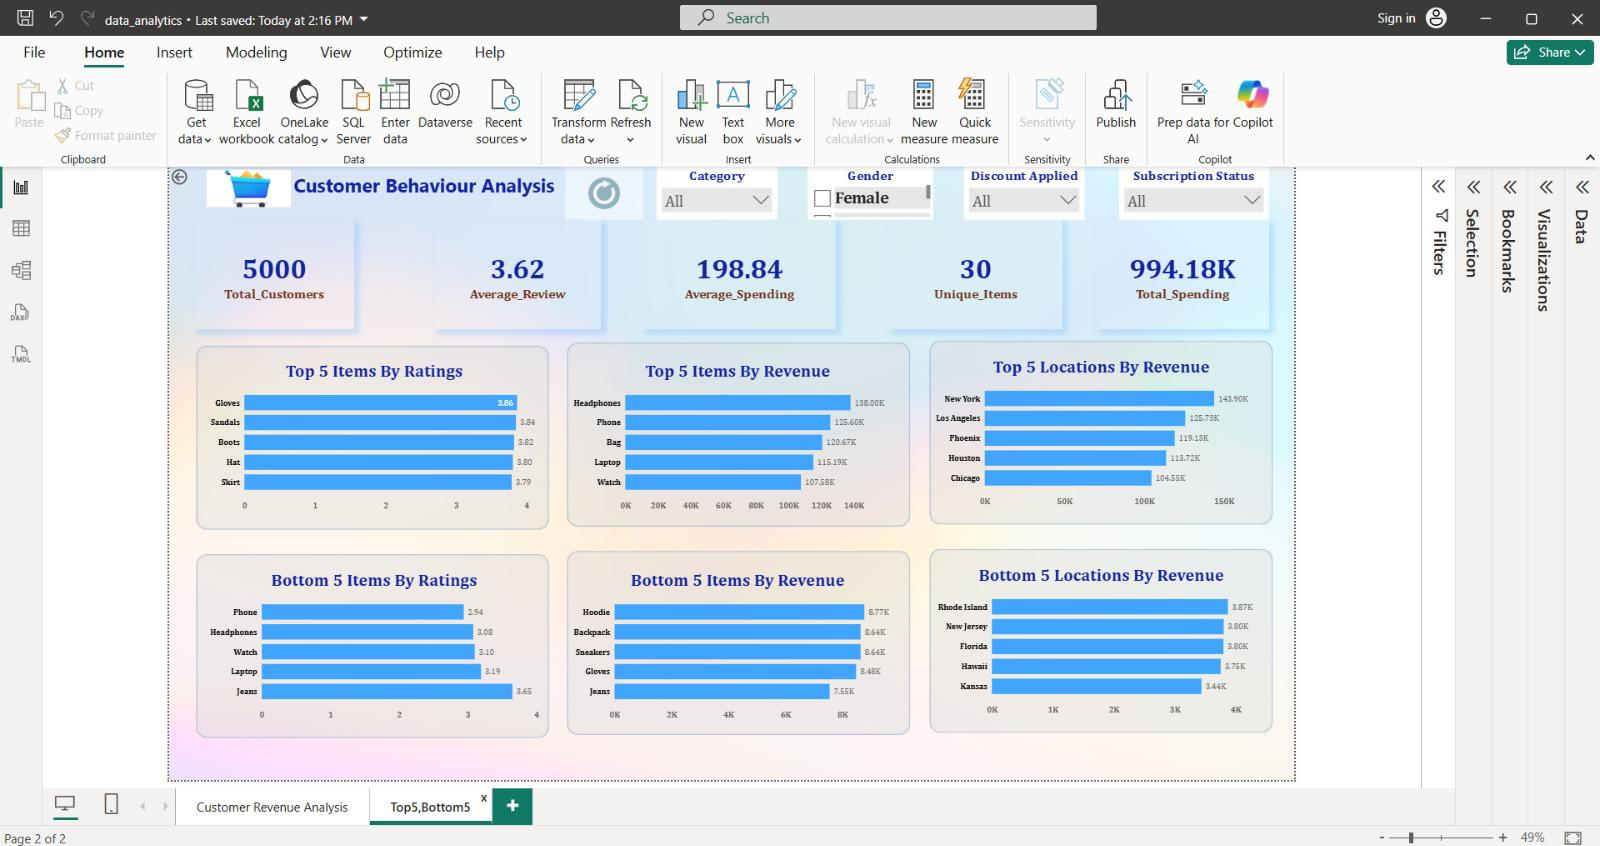 data_analytics • Last saved: Today at 2:16 PM
Search
Sign in
File Home Insert Modeling View Optimize Help
Share
Paste
Cut
Copy
Format painter
Clipboard
Get data
Excel workbook
OneLake catalog
SQL Server
Enter data
Dataverse
Recent sources
Data
Transform data
Refresh
Queries
New visual
Text box
More visuals
Insert
New visual calculation
New measure
Quick measure
Calculations
Sensitivity
Sensitivity
Publish
Share
Prep data for AI
Copilot
Copilot
DAX
TMDL
Customer Behaviour Analysis
Category
All
Gender
Female
Discount Applied
All
Subscription Status
All
5000
Total_Customers
3.62
Average_Review
198.84
Average_Spending
30
Unique_Items
994.18K
Total_Spending
Top 5 Items By Ratings
Gloves 3.86
Sandals 3.84
Boots 3.82
Hat 3.80
Skirt 3.79
0 1 2 3 4
Top 5 Items By Revenue
Headphones 138.00K
Phone 125.60K
Bag 120.67K
Laptop 115.19K
Watch 107.58K
0K 20K 40K 60K 80K 100K 120K 140K
Top 5 Locations By Revenue
New York 143.90K
Los Angeles 125.73K
Phoenix 119.13K
Houston 113.72K
Chicago 104.55K
0K 50K 100K 150K
Bottom 5 Items By Ratings
Phone 2.94
Headphones 3.08
Watch 3.10
Laptop 3.19
Jeans 3.65
0 1 2 3 4
Bottom 5 Items By Revenue
Hoodie 8.77K
Backpack 8.64K
Sneakers 8.64K
Gloves 8.48K
Jeans 7.55K
0K 2K 4K 6K 8K
Bottom 5 Locations By Revenue
Rhode Island 3.87K
New Jersey 3.80K
Florida 3.80K
Hawaii 3.75K
Kansas 3.44K
0K 1K 2K 3K 4K
Filters
Selection
Bookmarks
Visualizations
Data
Customer Revenue Analysis
Top5,Bottom5
x
+
Page 2 of 2
- + 49%